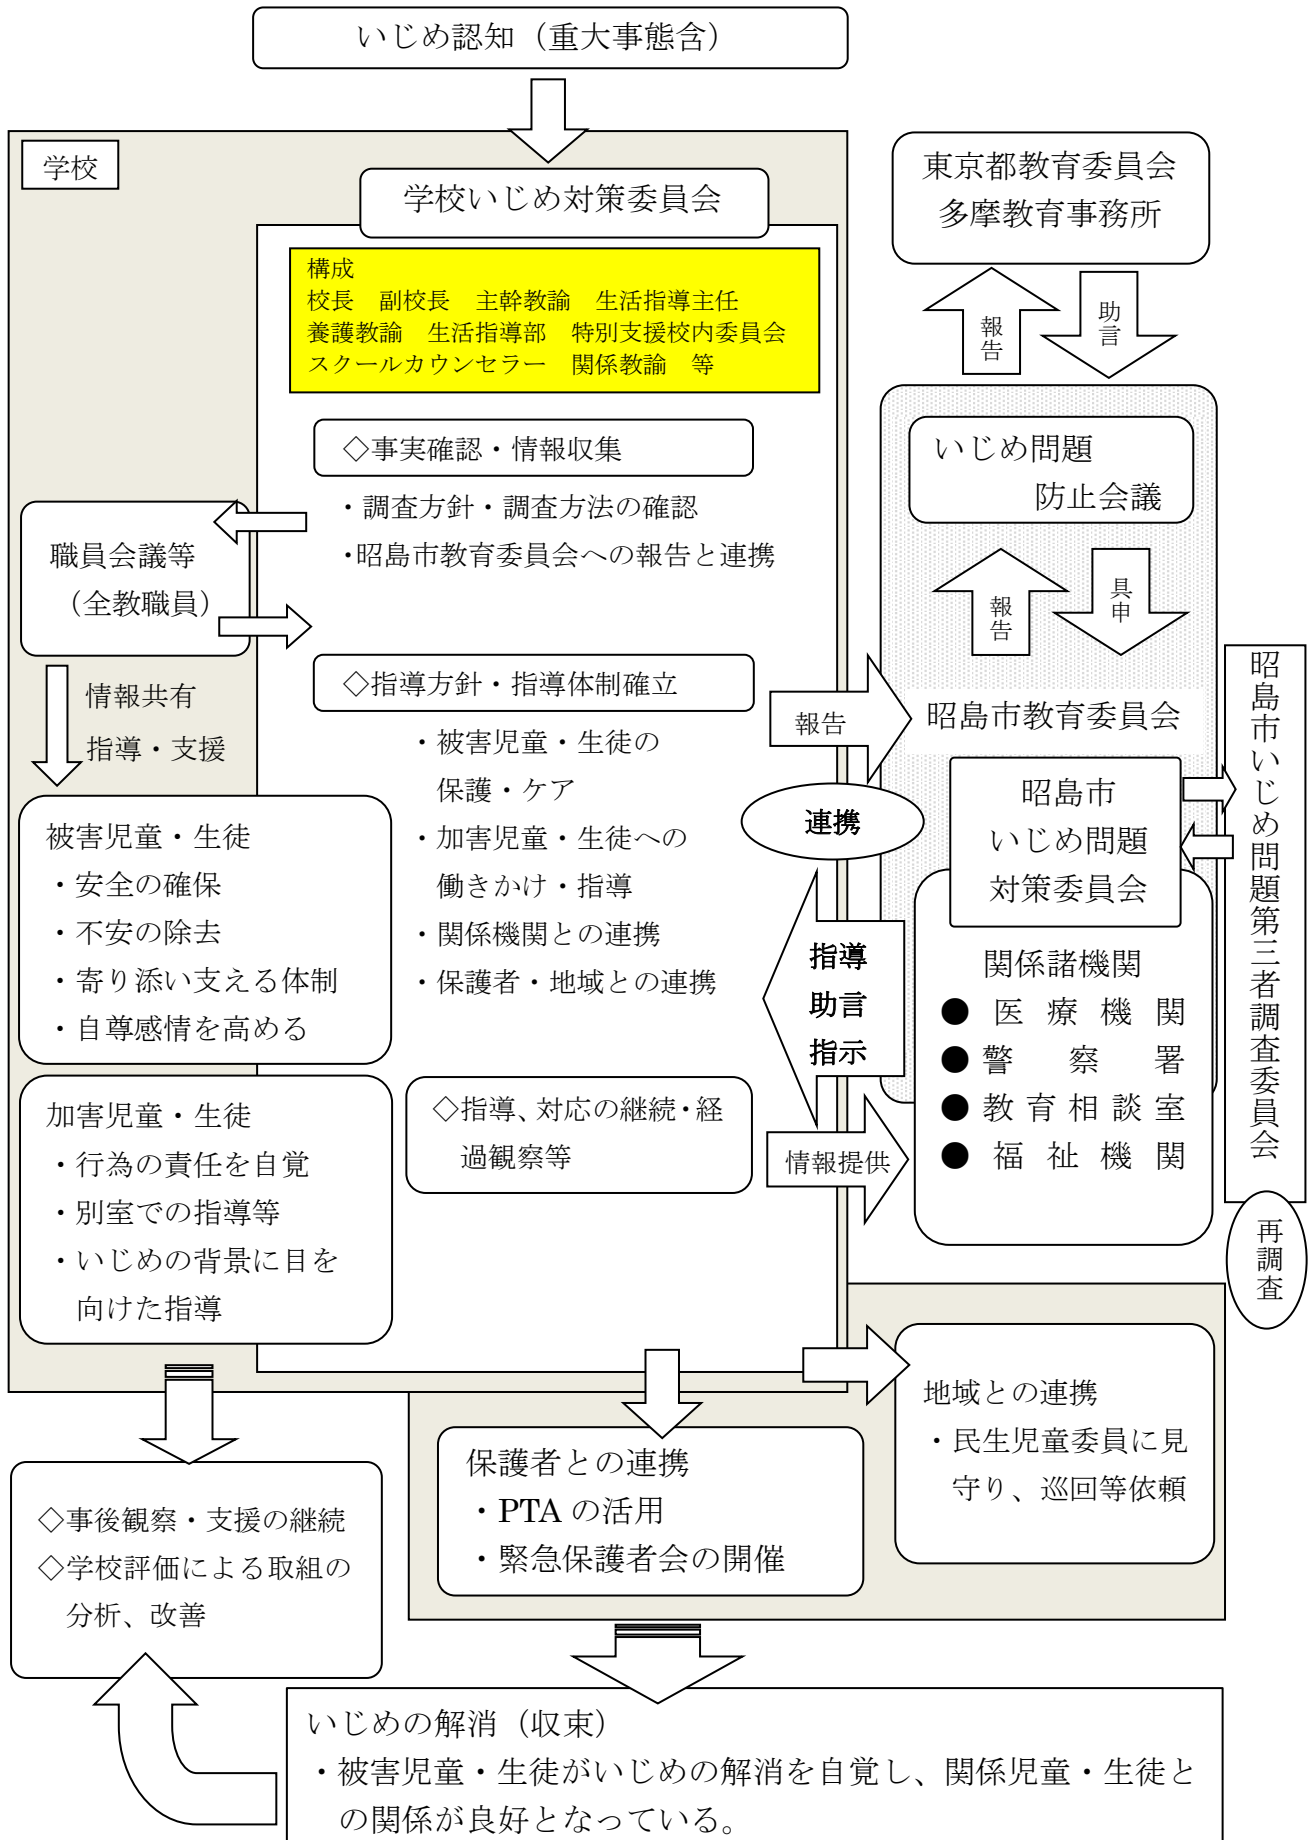 いじめ認知（重大事態含）
学校
学校いじめ対策委員会
構成
校長　副校長　主幹教諭　生活指導主任
養護教諭　生活指導部　特別支援校内委員会
スクールカウンセラー　関係教諭　等
◇事実確認・情報収集
・調査方針・調査方法の確認
・昭島市教育委員会への報告と連携
職員会議等
（全教職員）
情報共有
指導・支援
◇指導方針・指導体制確立
・被害児童・生徒の
保護・ケア
・加害児童・生徒への
働きかけ・指導
・関係機関との連携
・保護者・地域との連携
被害児童・生徒
・安全の確保
・不安の除去
・寄り添い支える体制
・自尊感情を高める
加害児童・生徒
・行為の責任を自覚
・別室での指導等
・いじめの背景に目を
向けた指導
◇指導、対応の継続・経
過観察等
東京都教育委員会
多摩教育事務所
報告
助言
いじめ問題
防止会議
報告
具申
報告
昭島市教育委員会
連携
昭島市
いじめ問題
対策委員会
指導
助言
指示
関係諸機関
●医療機関
●警察署
●教育相談室
●福祉機関
情報提供
昭島市いじめ問題第三者調査委員会
再調査
地域との連携
・民生児童委員に見
守り、巡回等依頼
保護者との連携
・PTA の活用
・緊急保護者会の開催
◇事後観察・支援の継続
◇学校評価による取組の
分析、改善
いじめの解消（収束）
・被害児童・生徒がいじめの解消を自覚し、関係児童・生徒と
の関係が良好となっている。